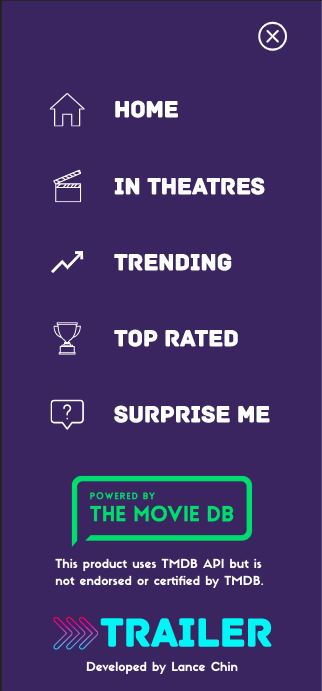 HOME
IN THEATRES
TRENDING
TOP RATED
?
SURPRISE ME
POWERED BY
THE MOVIE DB
This product uses TMDB API but is
not endorsed or certified by TMDB.
TRAILER
Developed by Lance Chin